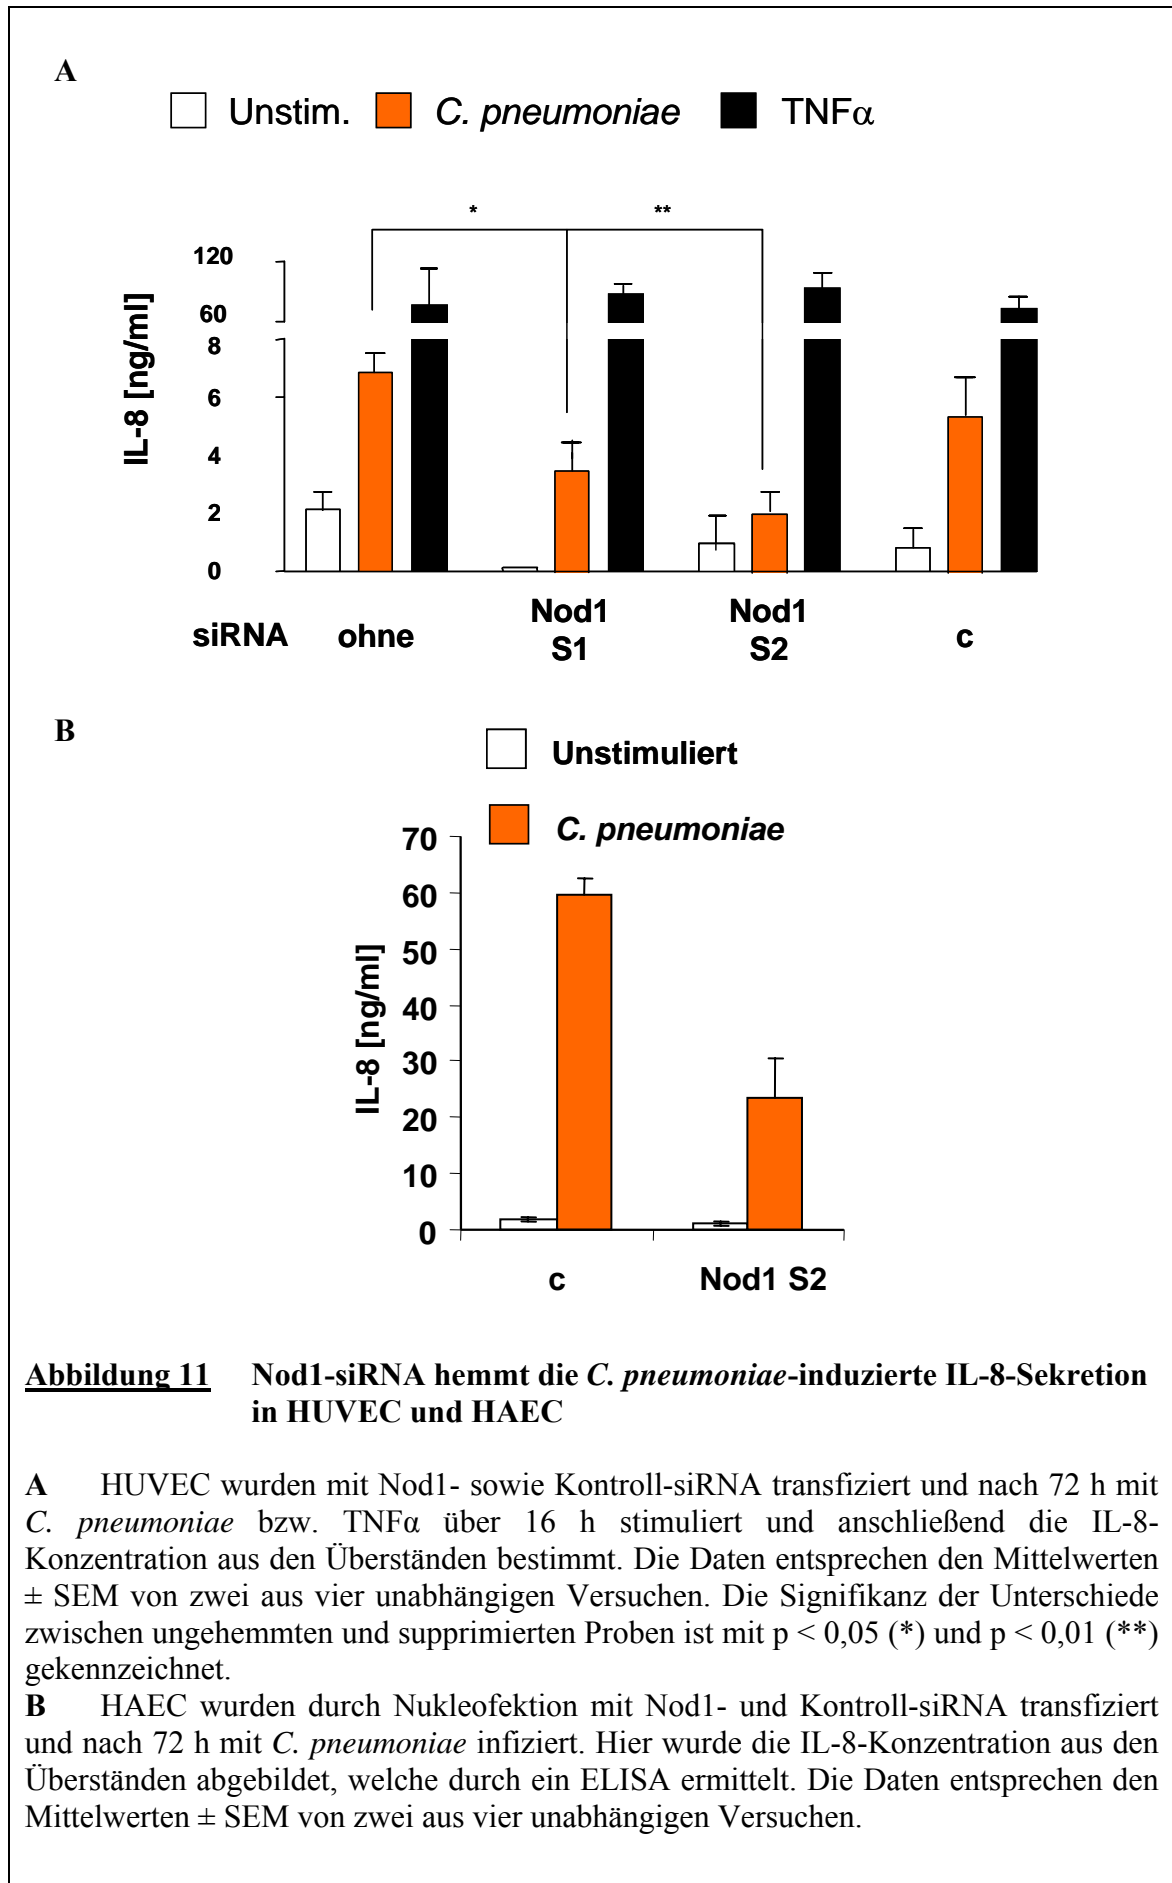 A
Unstim. C. pneumoniae TNFα
* **
120
60
8
6
4
2
0
IL-8 [ng/ml]
siRNA ohne Nod1 S1 Nod1 S2 c
B
Unstimuliert
C. pneumoniae
70
60
50
40
30
20
10
0
IL-8 [ng/ml]
c Nod1 S2
Abbildung 11 Nod1-siRNA hemmt die C. pneumoniae-induzierte IL-8-Sekretion
in HUVEC und HAEC
A HUVEC wurden mit Nod1- sowie Kontroll-siRNA transfiziert und nach 72 h mit
C. pneumoniae bzw. TNFα über 16 h stimuliert und anschließend die IL-8-
Konzentration aus den Überständen bestimmt. Die Daten entsprechen den Mittelwerten
± SEM von zwei aus vier unabhängigen Versuchen. Die Signifikanz der Unterschiede
zwischen ungehemmten und supprimierten Proben ist mit p < 0,05 (*) und p < 0,01 (**)
gekennzeichnet.
B HAEC wurden durch Nukleofektion mit Nod1- und Kontroll-siRNA transfiziert
und nach 72 h mit C. pneumoniae infiziert. Hier wurde die IL-8-Konzentration aus den
Überständen abgebildet, welche durch ein ELISA ermittelt. Die Daten entsprechen den
Mittelwerten ± SEM von zwei aus vier unabhängigen Versuchen.